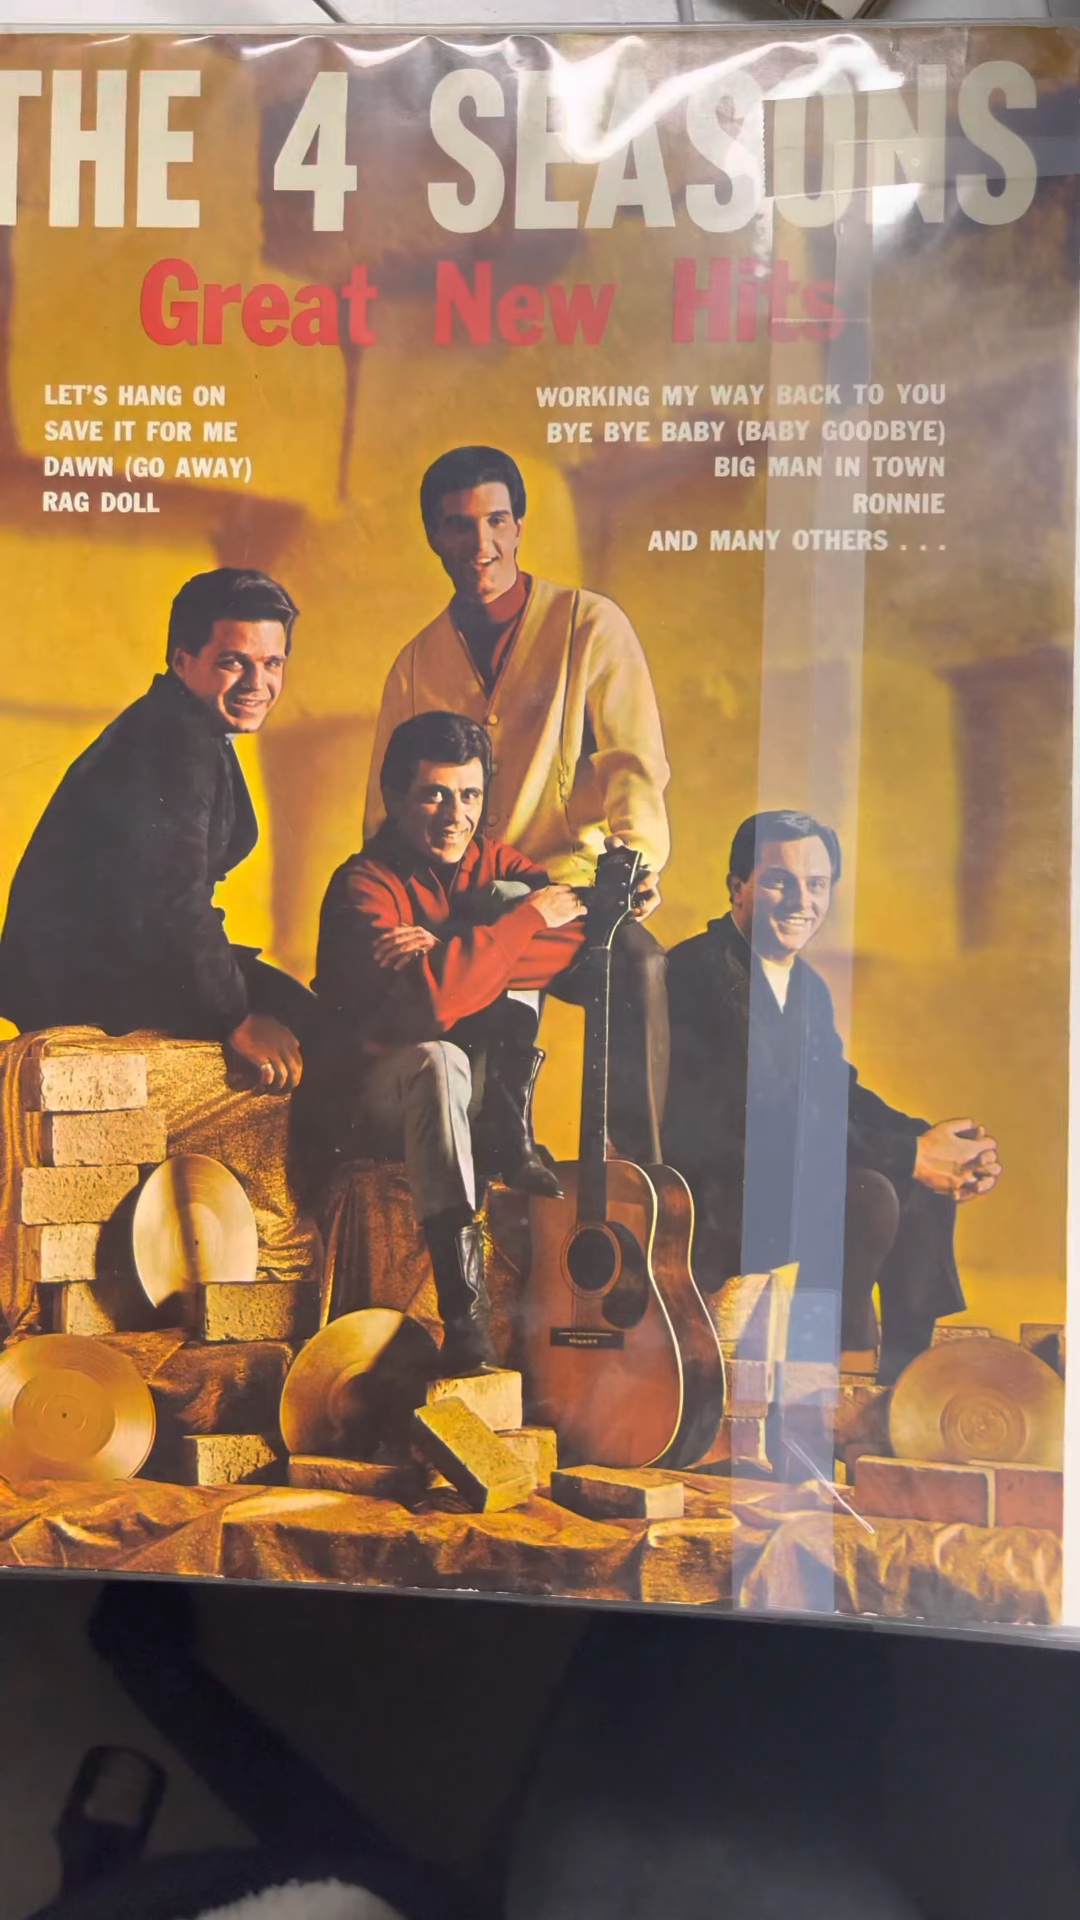 THE 4 SEASONS
Great New Hits
LET'S HANG ON
SAVE IT FOR ME
DAWN (GO AWAY)
RAG DOLL
WORKING MY WAY BACK TO YOU
BYE BYE BABY (BABY GOODBYE)
BIG MAN IN TOWN
RONNIE
AND MANY OTHERS . . .